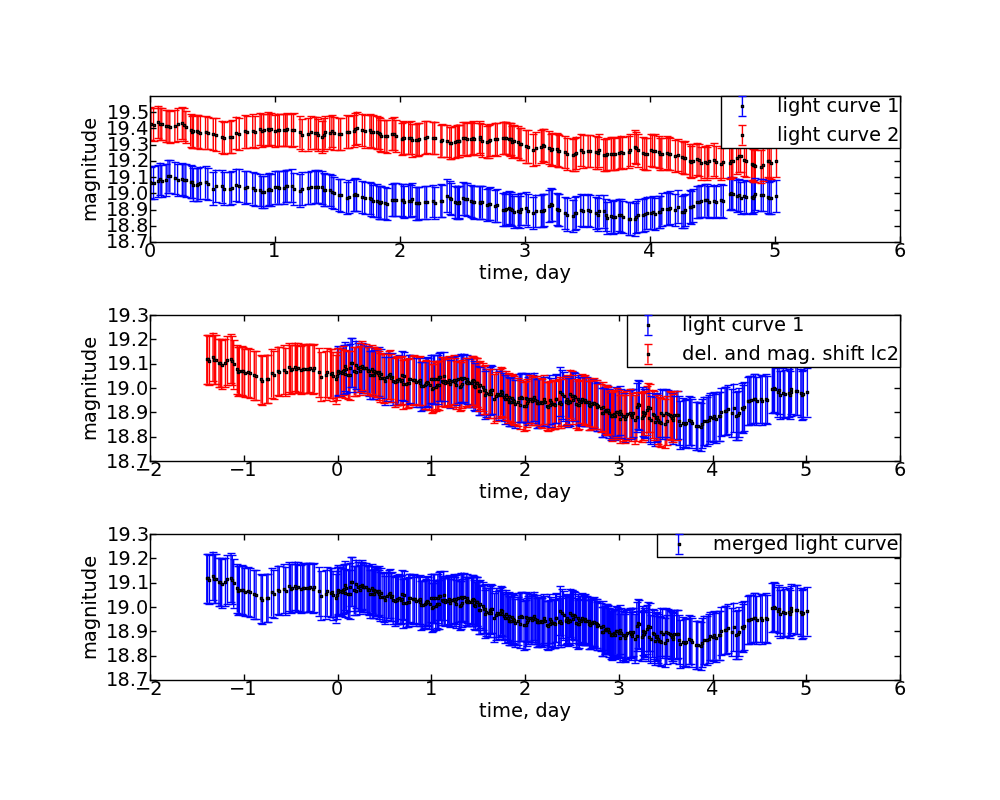 19.5
19.4
19.3
19.2
19.1
19.0
18.9
18.8
18.7
magnitude
light curve 1
light curve 2
0 1 2 3 4 5 6
time, day
19.3
19.2
19.1
19.0
18.9
18.8
18.7
magnitude
light curve 1
del. and mag. shift lc2
−2 −1 0 1 2 3 4 5 6
time, day
19.3
19.2
19.1
19.0
18.9
18.8
18.7
magnitude
merged light curve
−2 −1 0 1 2 3 4 5 6
time, day